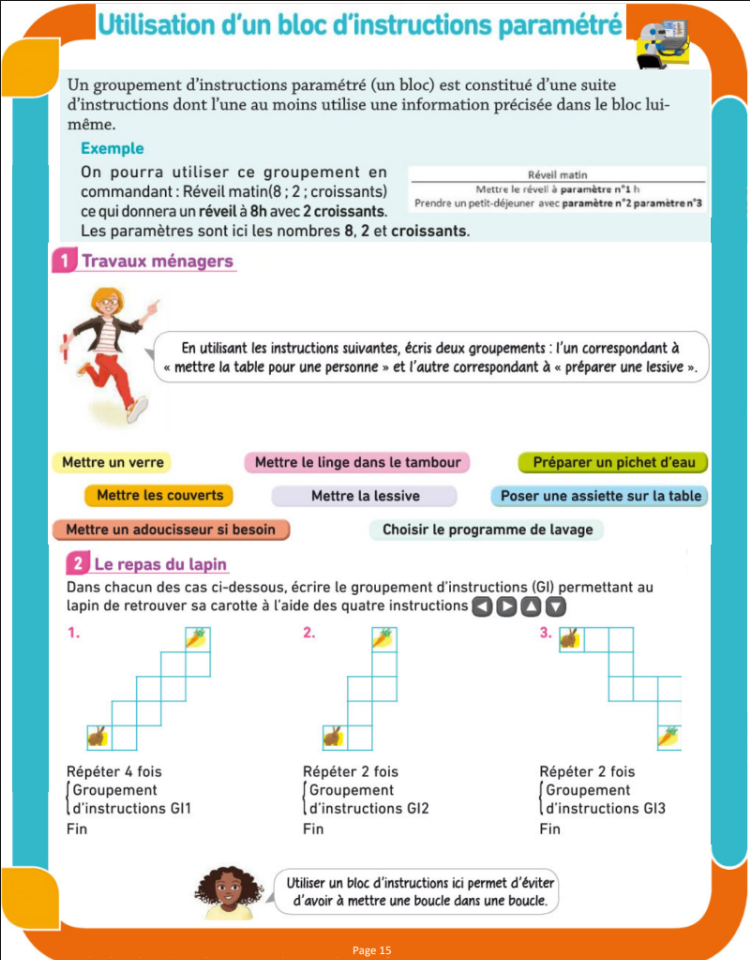 Utilisation d'un bloc d'instructions paramétré
Un groupement d'instructions paramétré (un bloc) est constitué d'une suite
d'instructions dont l'une au moins utilise une information précisée dans le bloc lui-
même.
Exemple
On pourra utiliser ce groupement en
commandant : Réveil matin(8 ; 2 ; croissants)
ce qui donnera un réveil à 8h avec 2 croissants.
Les paramètres sont ici les nombres 8, 2 et croissants.
Réveil matin
Mettre le réveil à paramètre n°1 h
Prendre un petit-déjeuner avec paramètre n°2 paramètre n°3
1 Travaux ménagers
En utilisant les instructions suivantes, écris deux groupements : l'un correspondant à
« mettre la table pour une personne » et l'autre correspondant à « préparer une lessive ».
Mettre un verre
Mettre le linge dans le tambour
Préparer un pichet d'eau
Mettre les couverts
Mettre la lessive
Poser une assiette sur la table
Mettre un adoucisseur si besoin
Choisir le programme de lavage
2 Le repas du lapin
Dans chacun des cas ci-dessous, écrire le groupement d'instructions (GI) permettant au
lapin de retrouver sa carotte à l'aide des quatre instructions
1.
Répéter 4 fois
Groupement
d'instructions GI1
Fin
2.
Répéter 2 fois
Groupement
d'instructions GI2
Fin
3.
Répéter 2 fois
Groupement
d'instructions GI3
Fin
Utiliser un bloc d'instructions ici permet d'éviter
d'avoir à mettre une boucle dans une boucle.
Page 15